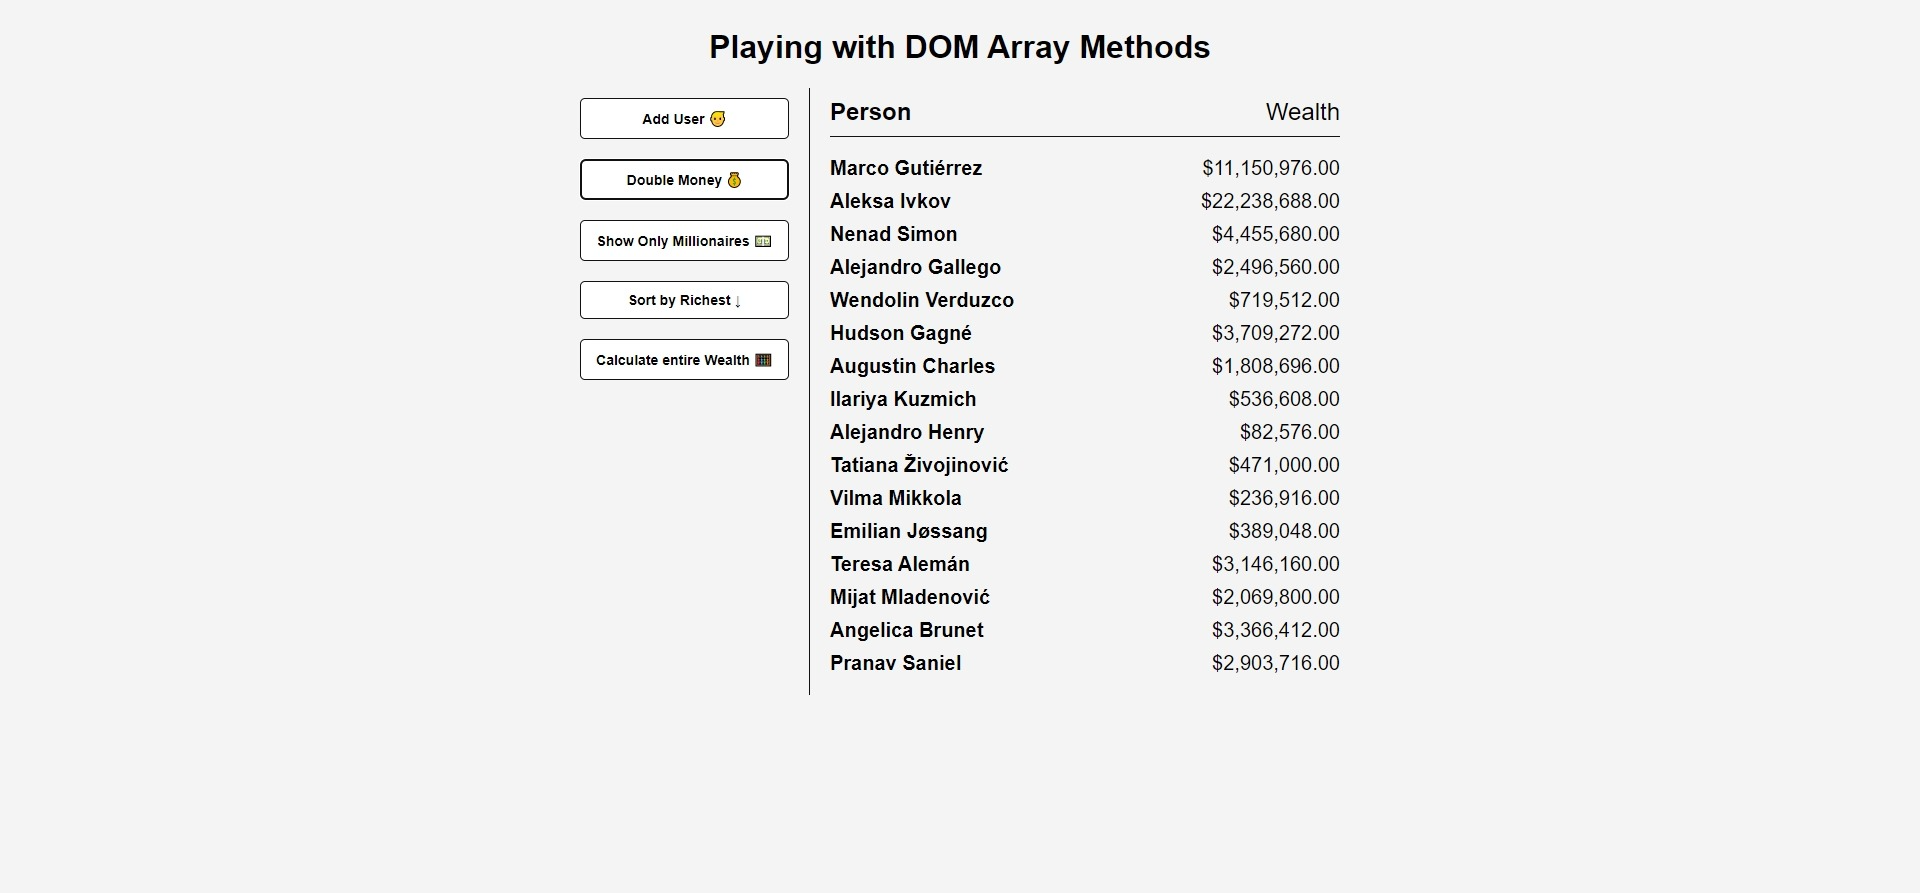 Playing with DOM Array Methods
Add User
Double Money
Show Only Millionaires
Sort by Richest ↓
Calculate entire Wealth
Person Wealth
Marco Gutiérrez $11,150,976.00
Aleksa Ivkov $22,238,688.00
Nenad Simon $4,455,680.00
Alejandro Gallego $2,496,560.00
Wendolin Verduzco $719,512.00
Hudson Gagné $3,709,272.00
Augustin Charles $1,808,696.00
Ilariya Kuzmich $536,608.00
Alejandro Henry $82,576.00
Tatiana Živojinović $471,000.00
Vilma Mikkola $236,916.00
Emilian Jøssang $389,048.00
Teresa Alemán $3,146,160.00
Mijat Mladenović $2,069,800.00
Angelica Brunet $3,366,412.00
Pranav Saniel $2,903,716.00